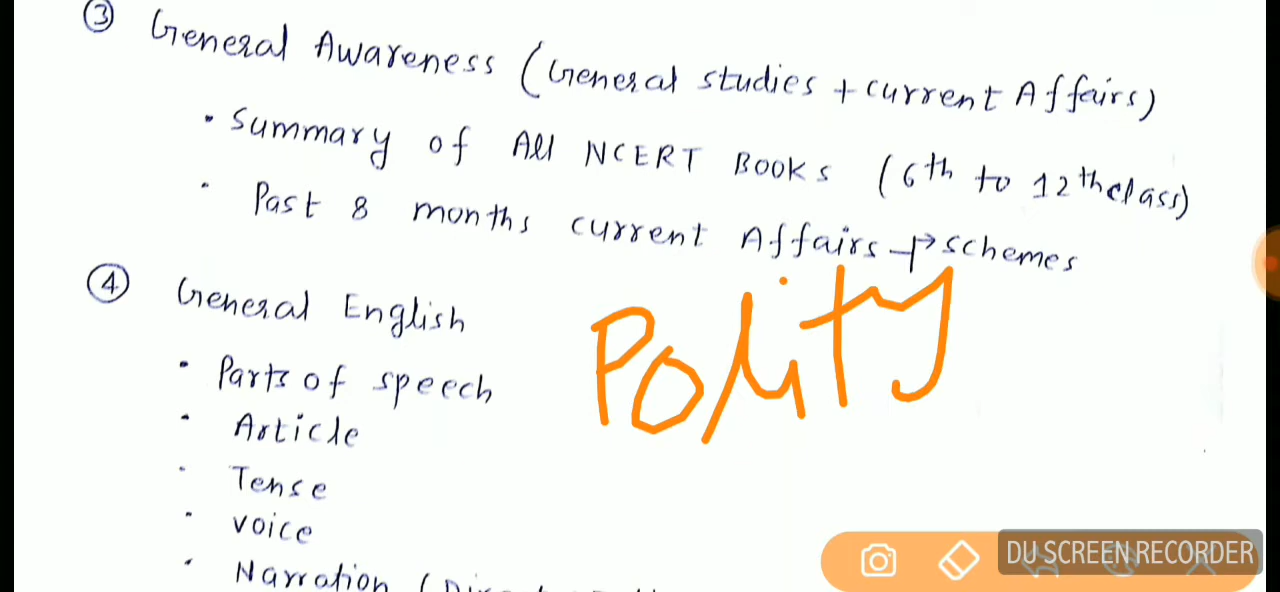 ③ General Awareness (General studies + current Affairs)
· Summary of All NCERT Books (6th to 12th class)
· Past 8 months current Affairs → schemes
④ General English
Polity
· Parts of speech
· Article
· Tense
· voice
· Narration (
DU SCREEN RECORDER